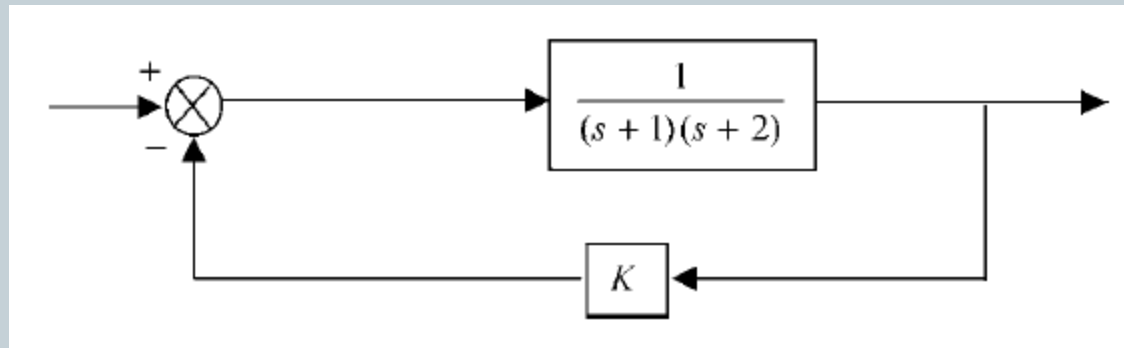 +
1
(s + 1)(s + 2)
−
K